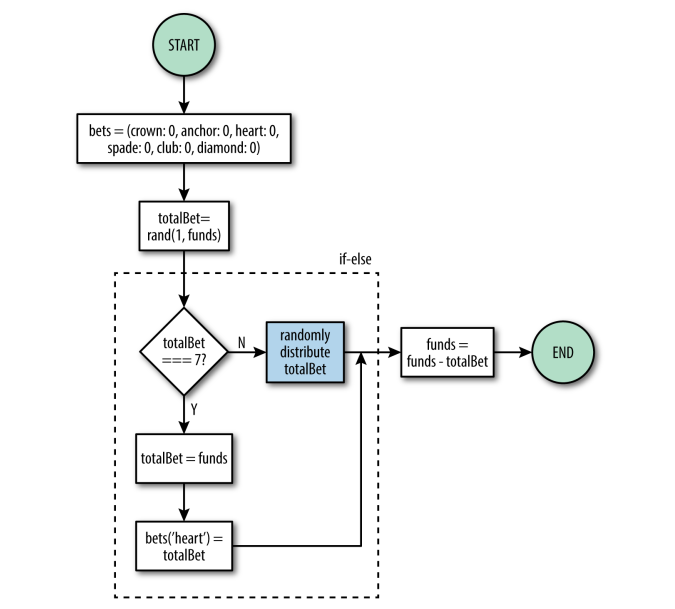 START
bets = (crown: 0, anchor: 0, heart: 0,
spade: 0, club: 0, diamond: 0)
totalBet=
rand(1, funds)
if-else
totalBet
=== 7?
N
randomly
distribute
totalBet
funds =
funds - totalBet
END
Y
totalBet = funds
bets('heart') =
totalBet